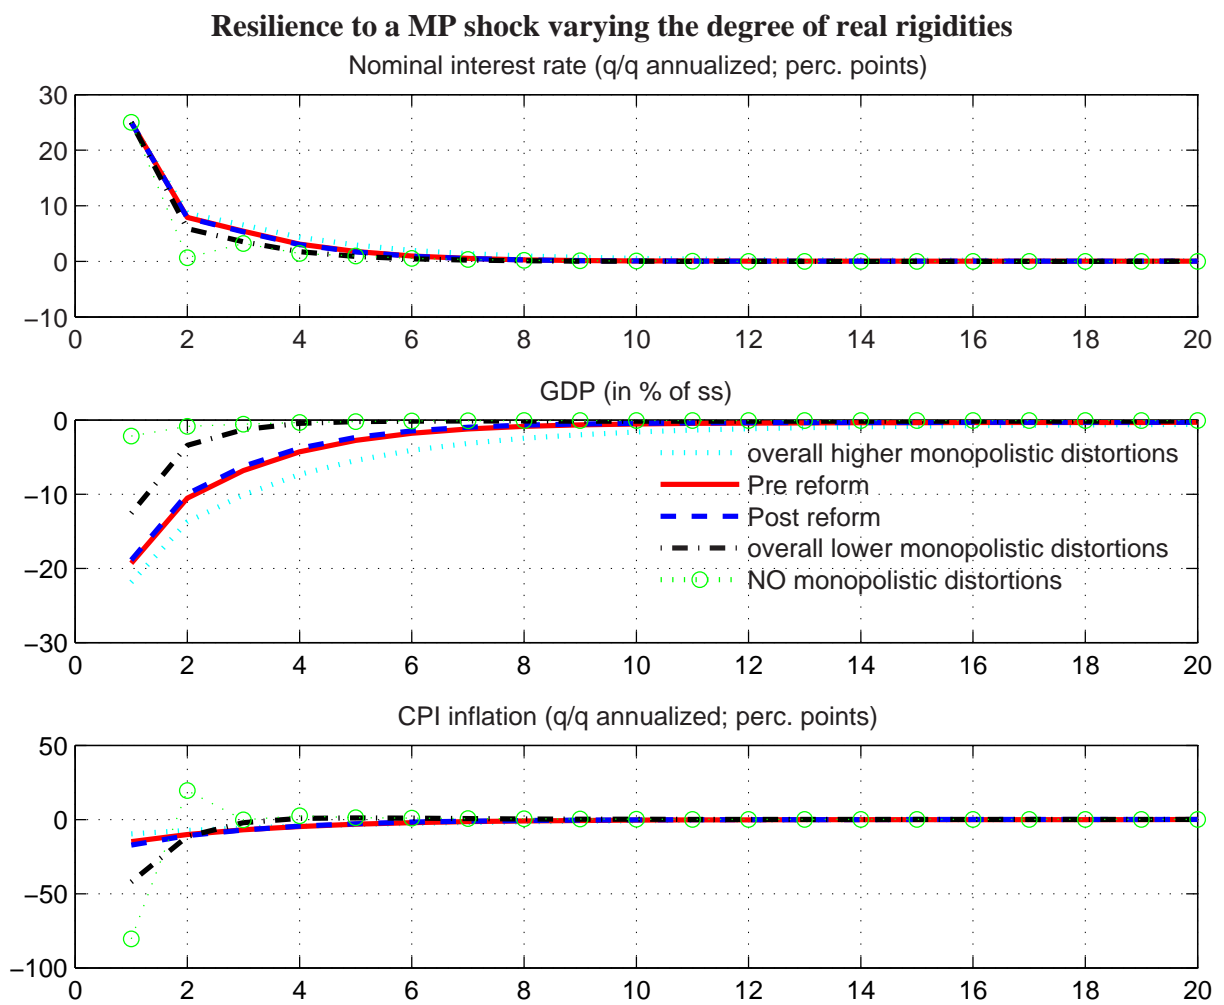 Resilience to a MP shock varying the degree of real rigidities
Nominal interest rate (q/q annualized; perc. points)
30
20
10
0
−10
0 2 4 6 8 10 12 14 16 18 20
GDP (in % of ss)
0
−10
−20
−30
overall higher monopolistic distortions
Pre reform
Post reform
overall lower monopolistic distortions
NO monopolistic distortions
0 2 4 6 8 10 12 14 16 18 20
CPI inflation (q/q annualized; perc. points)
50
0
−50
−100
0 2 4 6 8 10 12 14 16 18 20